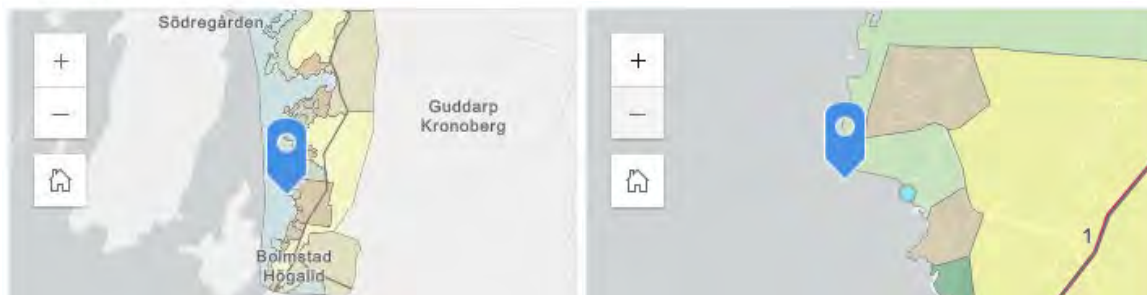 Södregården
+
−
Guddarp
Kronoberg
Bolmstad
Högalid
+
−
1